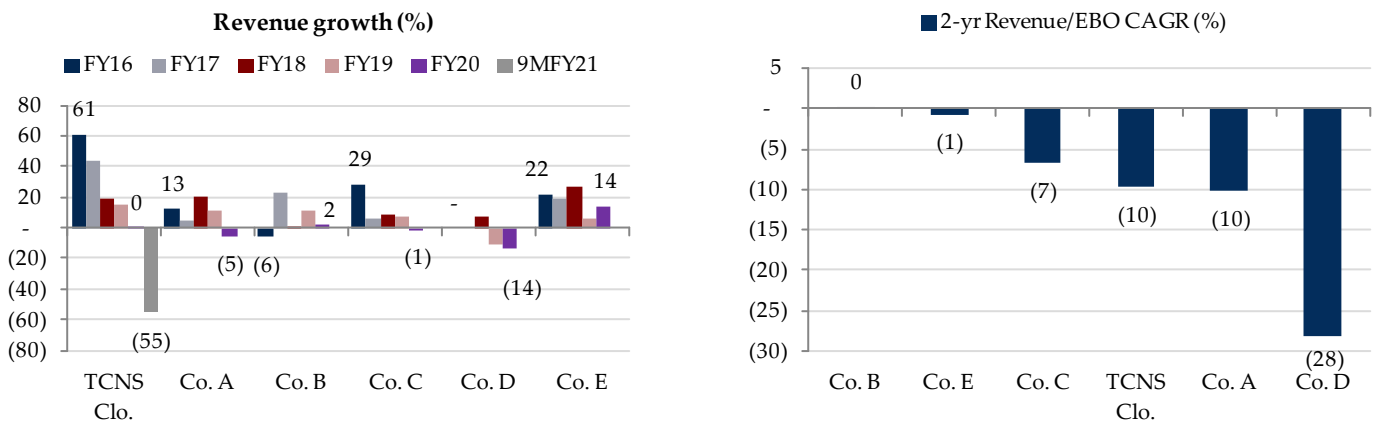 Revenue growth (%)
FY16 FY17 FY18 FY19 FY20 9MFY21
80
60
40
20
-
(20)
(40)
(60)
(80)
61
0
(55)
13
(5)
(6)
2
29
(1)
-
(14)
22
14
TCNS
Clo.
Co. A
Co. B
Co. C
Co. D
Co. E
2-yr Revenue/EBO CAGR (%)
5
-
(5)
(10)
(15)
(20)
(25)
(30)
0
(1)
(7)
(10)
(10)
(28)
Co. B
Co. E
Co. C
TCNS
Clo.
Co. A
Co. D